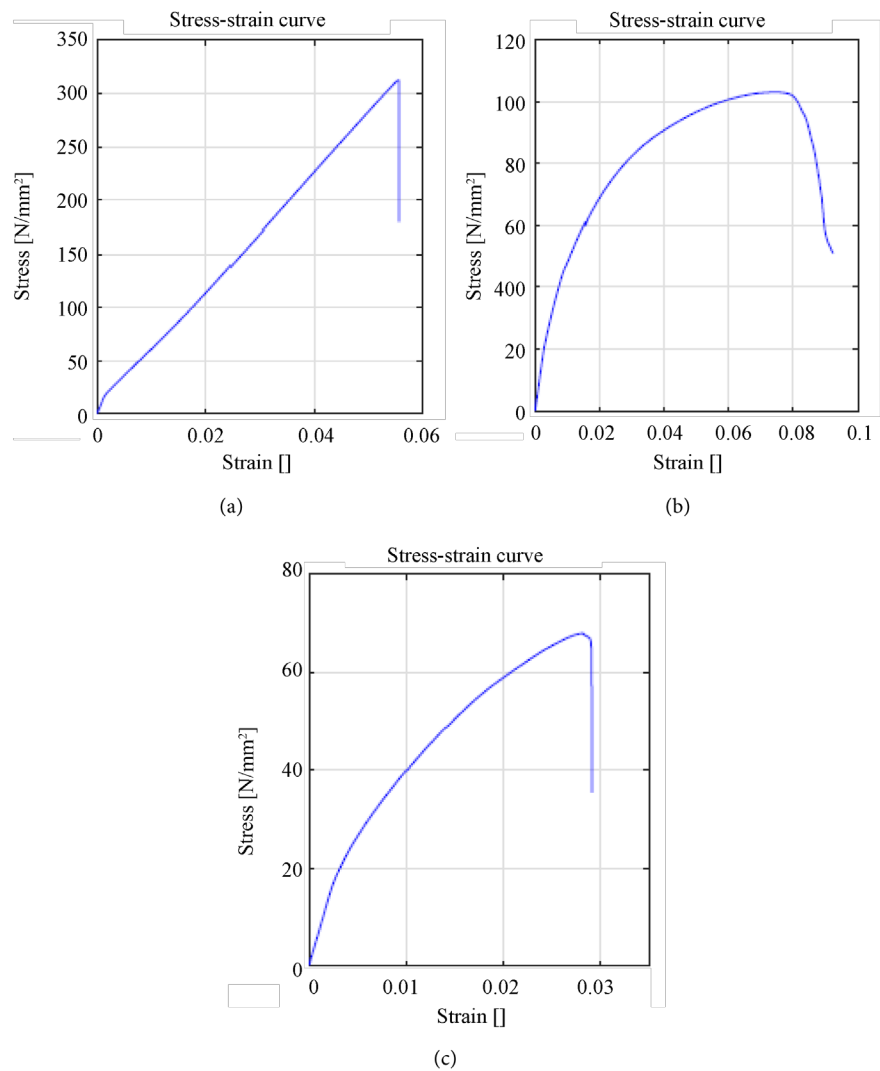 Stress-strain curve
350
300
250
200
150
100
50
0
Stress [N/mm²]
0 0.02 0.04 0.06
Strain []
(a)
Stress-strain curve
120
100
80
60
400
20
0
Stress [N/mm²]
0 0.02 0.04 0.06 0.08 0.1
Strain []
(b)
Stress-strain curve
80
60
40
20
0
Stress [N/mm²]
0 0.01 0.02 0.03
Strain []
(c)